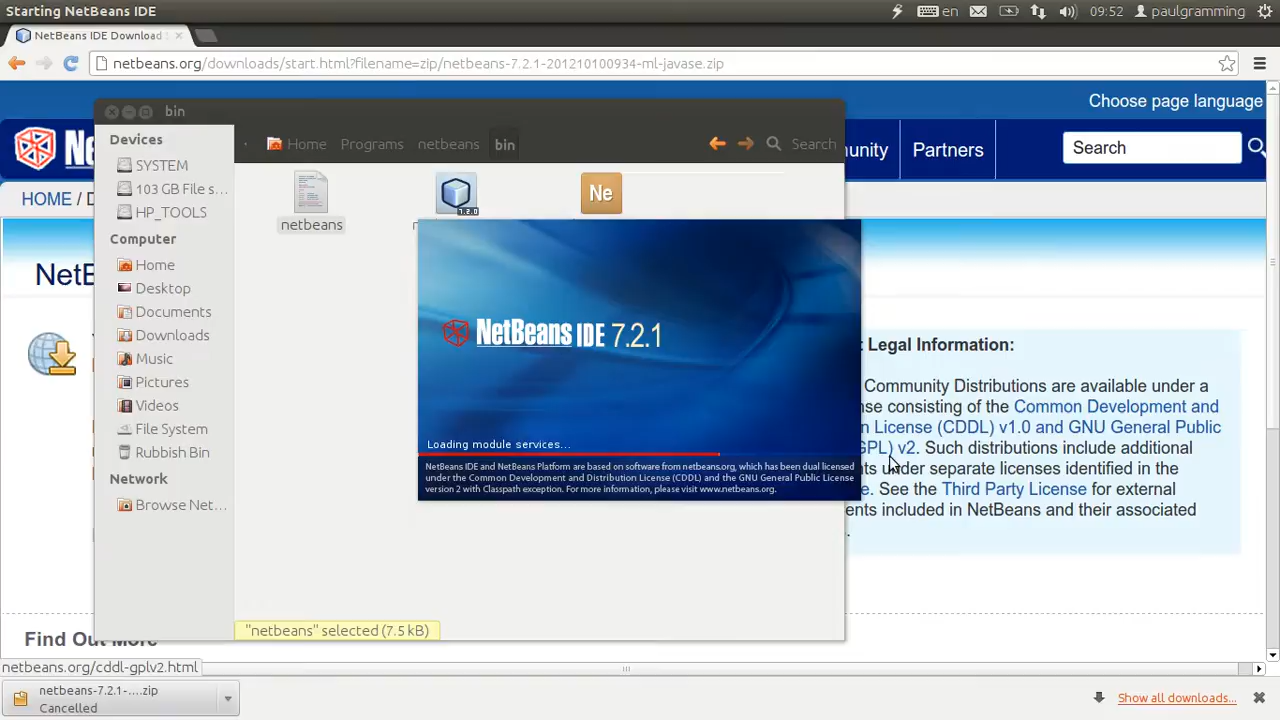 Starting NetBeans IDE
en
09:52
paulgramming
NetBeans IDE Download
netbeans.org/downloads/start.html?filename=zip/netbeans-7.2.1-201210100934-ml-javase.zip
Choose page language
bin
Partners
Search
HOME /
Devices
SYSTEM
103 GB File s...
HP_TOOLS
Computer
Home
Desktop
Documents
Downloads
Music
Pictures
Videos
File System
Rubbish Bin
Network
Browse Net...
Home Programs netbeans bin
Search
netbeans
7.2.0
Ne
NetBeans IDE 7.2.1
Loading module services...
NetBeans IDE and NetBeans Platform are based on software from netbeans.org, which has been dual licensed
under the Common Development and Distribution License (CDDL) and the GNU General Public License
version 2 with Classpath exception. For more information, please visit www.netbeans.org.
"netbeans" selected (7.5 kB)
Legal Information:
Community Distributions are available under a
consisting of the Common Development and
License (CDDL) v1.0 and GNU General Public
v2. Such distributions include additional
under separate licenses identified in the
See the Third Party License for external
included in NetBeans and their associated
Find Out More
netbeans.org/cddl-gplv2.html
netbeans-7.2.1-....zip
Cancelled
Show all downloads...